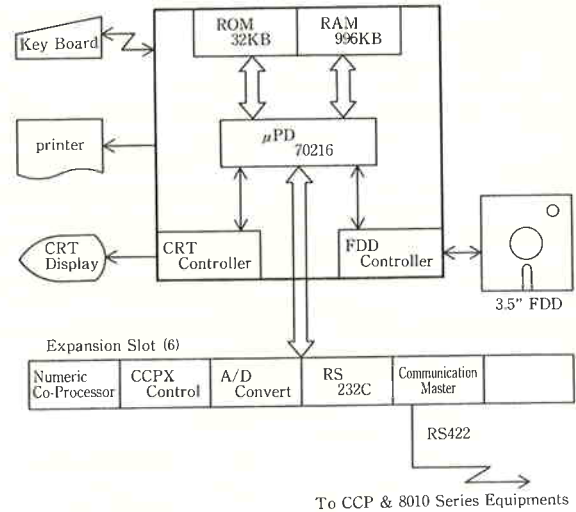 Key Board
ROM
32KB
RAM
996KB
μPD
70216
printer
CRT
Display
CRT
Controller
FDD
Controller
3.5" FDD
Expansion Slot (6)
Numeric
Co-Processor
CCPX
Control
A/D
Convert
RS
232C
Communication
Master
RS422
To CCP & 8010 Series Equipments